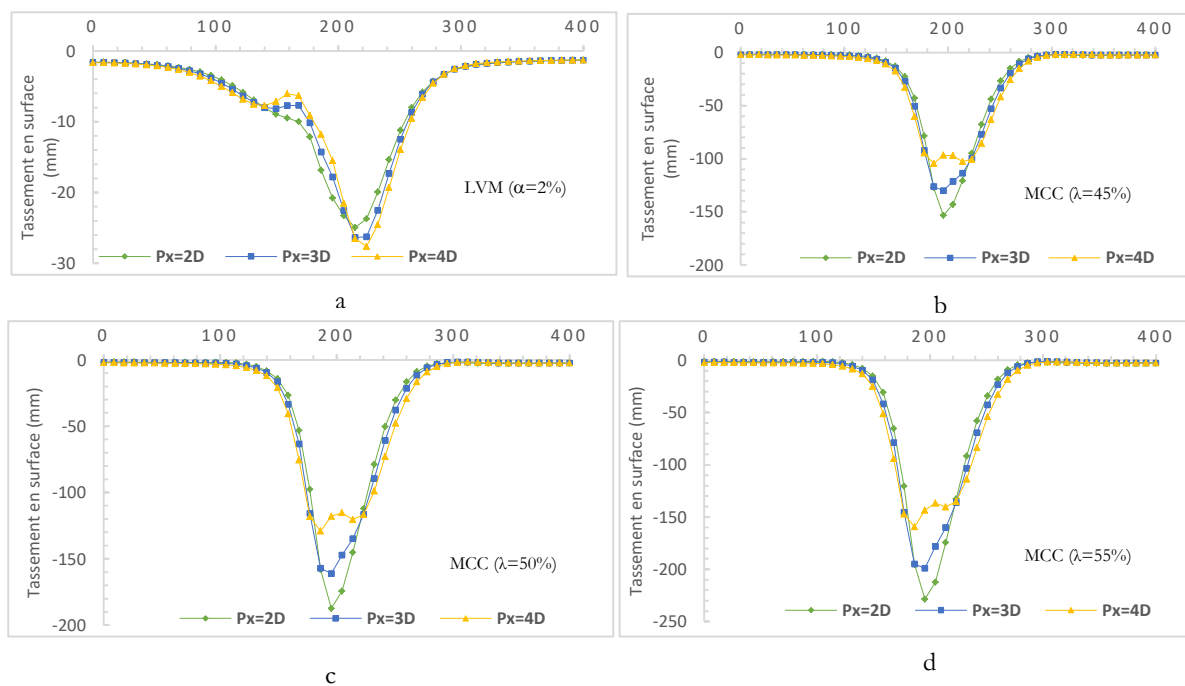 0 100 200 300 400
0
-10
-20
-30
Tassement en surface
(mm)
LVM (α=2%)
Px=2D Px=3D Px=4D
a
0 100 200 300 400
0
-50
-100
-150
-200
Tassement en surface
(mm)
MCC (λ=45%)
Px=2D Px=3D Px=4D
b
0 100 200 300 400
0
-50
-100
-150
-200
Tassement en surface (mm)
MCC (λ=50%)
Px=2D Px=3D Px=4D
c
0 100 200 300 400
0
-50
-100
-150
-200
-250
Tassement en surface (mm)
MCC (λ=55%)
Px=2D Px=3D Px=4D
d